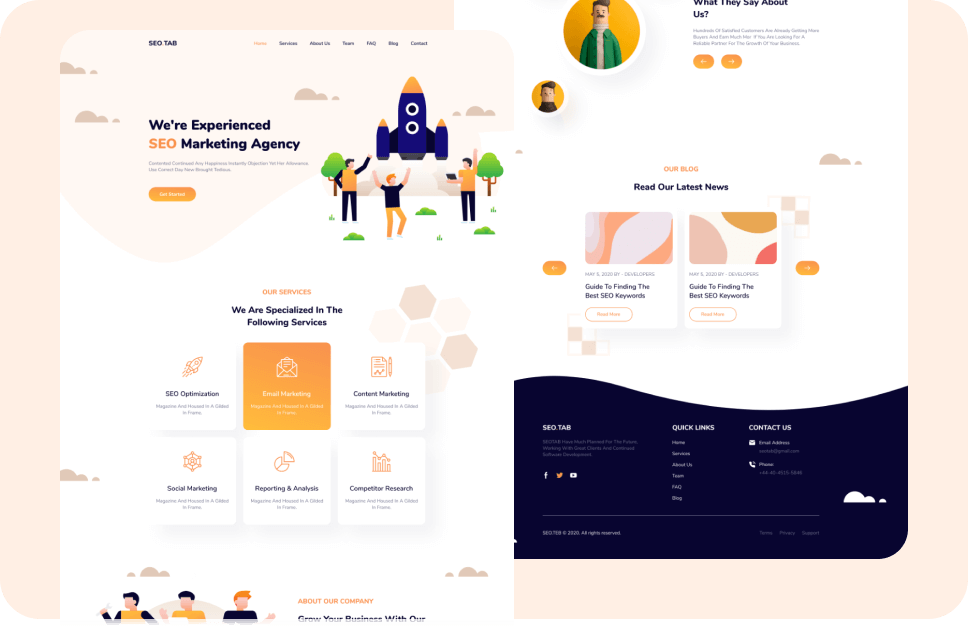 SEO TAB
Home Services About Us Team FAQ Blog Contact
We're Experienced
SEO Marketing Agency
Contented Continued Any Happiness Instantly Objection Yet Her Allowance.
Use Correct Day New Brought Tedious.
Get Started
OUR SERVICES
We Are Specialized In The
Following Services
SEO Optimization
Magazine And Housed In A Gilded
In Frame.
Email Marketing
Magazine And Housed In A Gilded
In Frame.
Content Marketing
Magazine And Housed In A Gilded
In Frame.
Social Marketing
Magazine And Housed In A Gilded
In Frame.
Reporting & Analysis
Magazine And Housed In A Gilded
In Frame.
Competitor Research
Magazine And Housed In A Gilded
In Frame.
ABOUT OUR COMPANY
Grow Your Business With Our
What They Say About
Us?
Hundreds Of Satisfied Customers Are Already Getting More
Buyers And Earn Much Mor If You Are Looking For A
Reliable Partner For The Growth Of Your Business.
OUR BLOG
Read Our Latest News
MAY 5, 2020 BY - DEVELOPERS
Guide To Finding The
Best SEO Keywords
Read More
MAY 5, 2020 BY - DEVELOPERS
Guide To Finding The
Best SEO Keywords
Read More
SEO.TAB
SEOTAB Have Much Planned For The Future,
Working With Great Clients And Continued
Software Development.
QUICK LINKS
Home
Services
About Us
Team
FAQ
Blog
CONTACT US
Email Address
seotab@gmail.com
Phone:
SEO.TEB © 2020. All rights reserved.
Terms Privacy Support